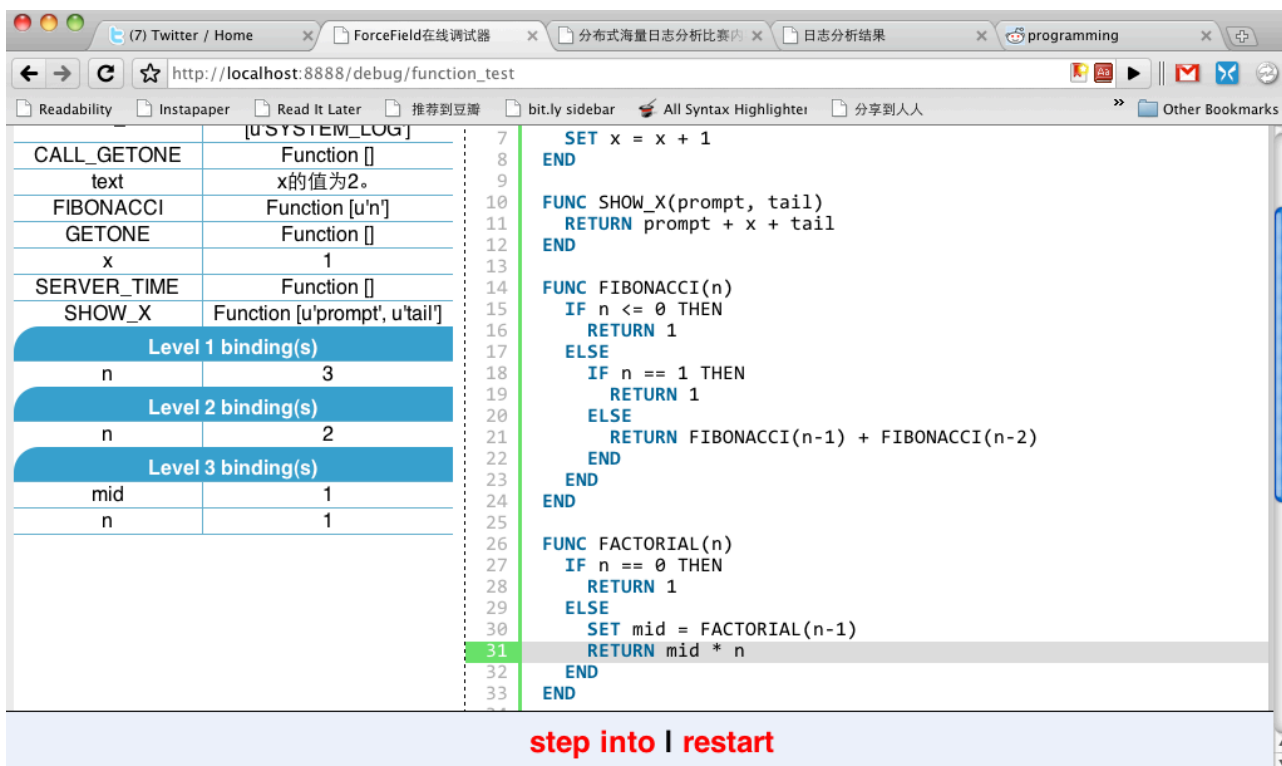 (7) Twitter / Home
ForceField在线调试器
分布式海量日志分析比赛内
日志分析结果
programming
http://localhost:8888/debug/function_test
Readability
Instapaper
Read It Later
推荐到豆瓣
bit.ly sidebar
All Syntax Highlighter
分享到人人
»
Other Bookmarks
[u'SYSTEM_LOG']
CALL_GETONE Function []
text x的值为2。
FIBONACCI Function [u'n']
GETONE Function []
x 1
SERVER_TIME Function []
SHOW_X Function [u'prompt', u'tail']
Level 1 binding(s)
n 3
Level 2 binding(s)
n 2
Level 3 binding(s)
mid 1
n 1
7 SET x = x + 1
8 END
9
10 FUNC SHOW_X(prompt, tail)
11 RETURN prompt + x + tail
12 END
13
14 FUNC FIBONACCI(n)
15 IF n <= 0 THEN
16 RETURN 1
17 ELSE
18 IF n == 1 THEN
19 RETURN 1
20 ELSE
21 RETURN FIBONACCI(n-1) + FIBONACCI(n-2)
22 END
23 END
24 END
25
26 FUNC FACTORIAL(n)
27 IF n == 0 THEN
28 RETURN 1
29 ELSE
30 SET mid = FACTORIAL(n-1)
31 RETURN mid * n
32 END
33 END
step into | restart